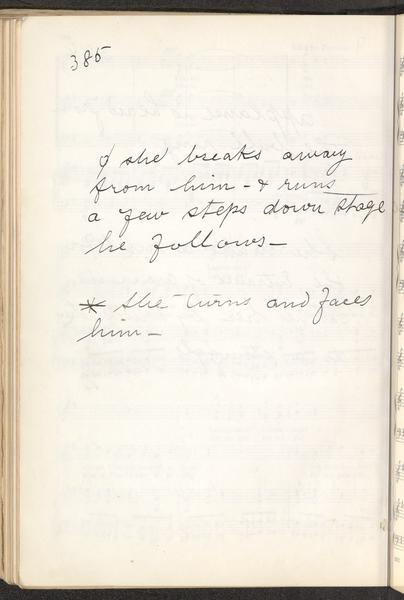 385
ϕ she breaks away
from him - & runs
a few steps down stage
he follows -
* she turns and faces
him -